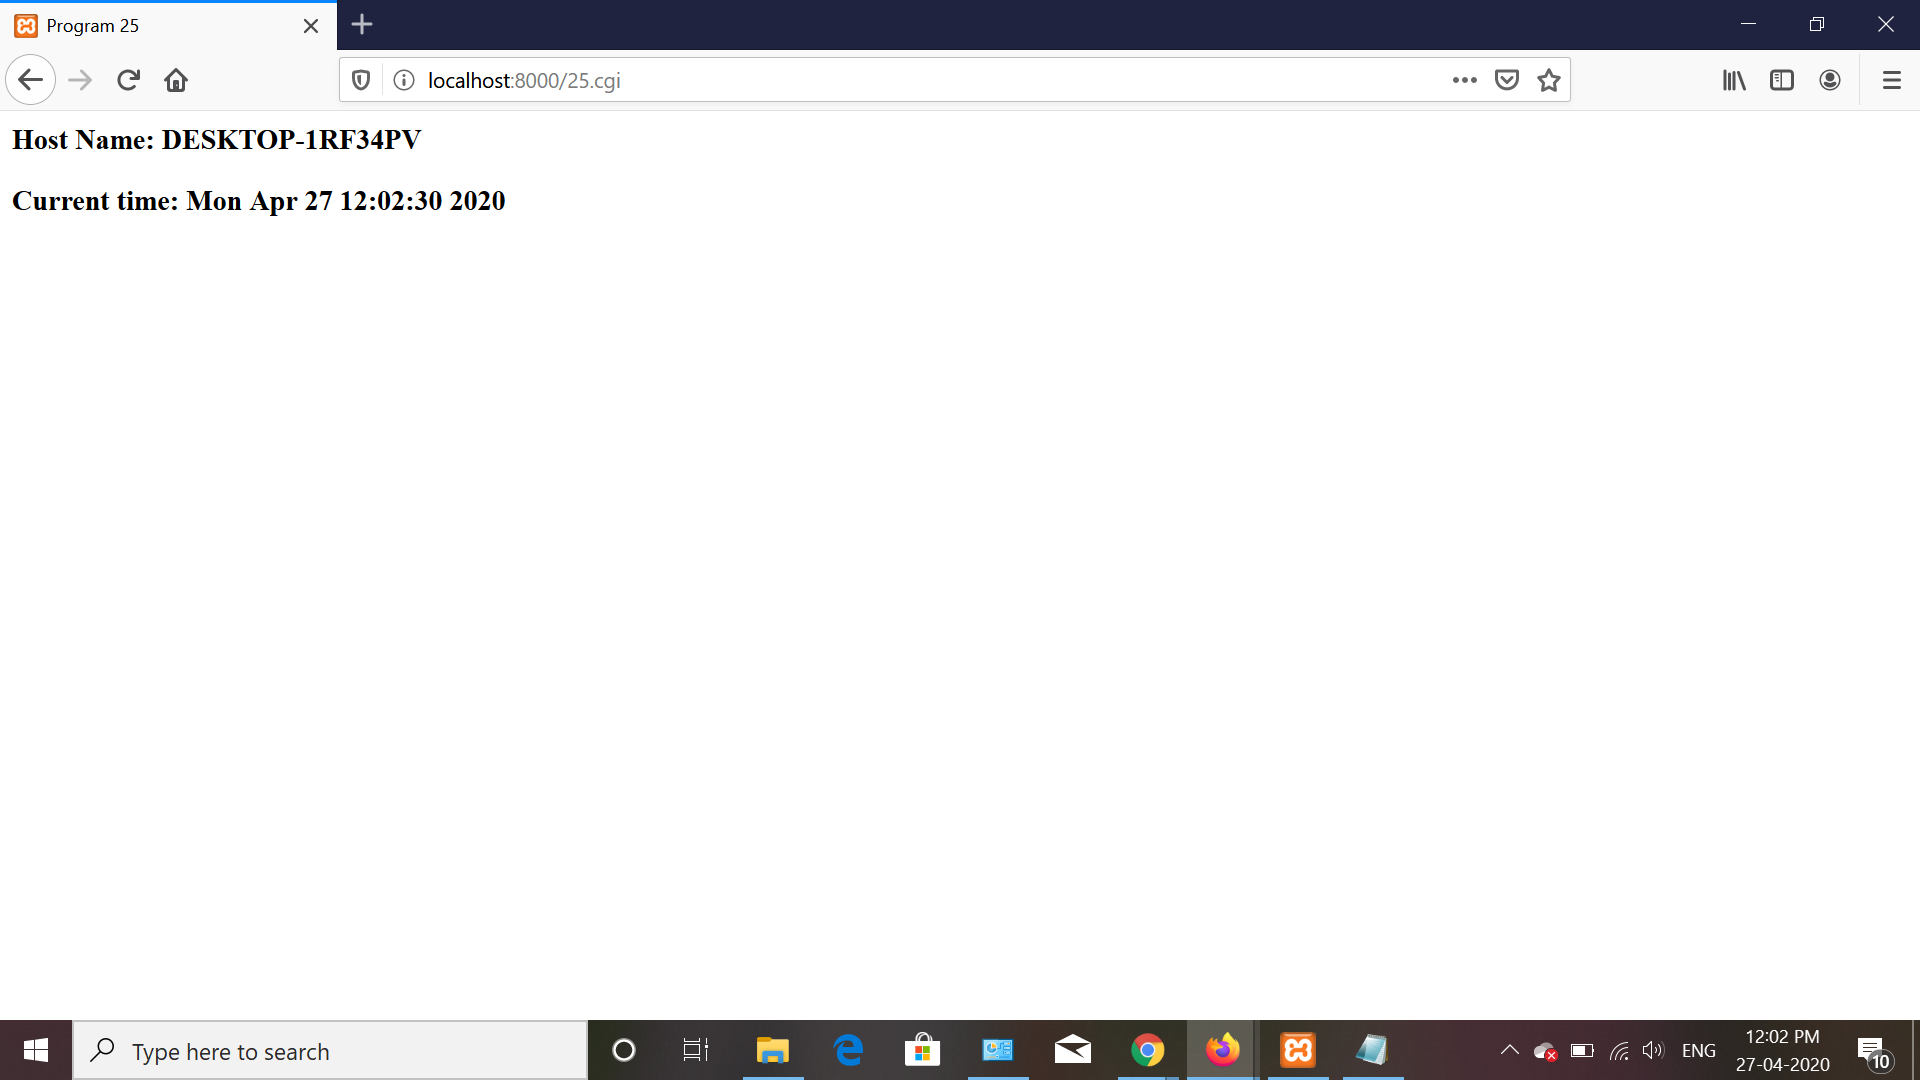 Program 25
localhost:8000/25.cgi
Host Name: DESKTOP-1RF34PV
Current time: Mon Apr 27 12:02:30 2020
Type here to search
ENG
12:02 PM
27-04-2020
10